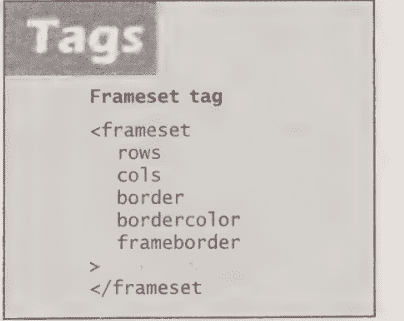 Tags
Frameset tag
<frameset
rows
cols
border
bordercolor
frameborder
>
</frameset